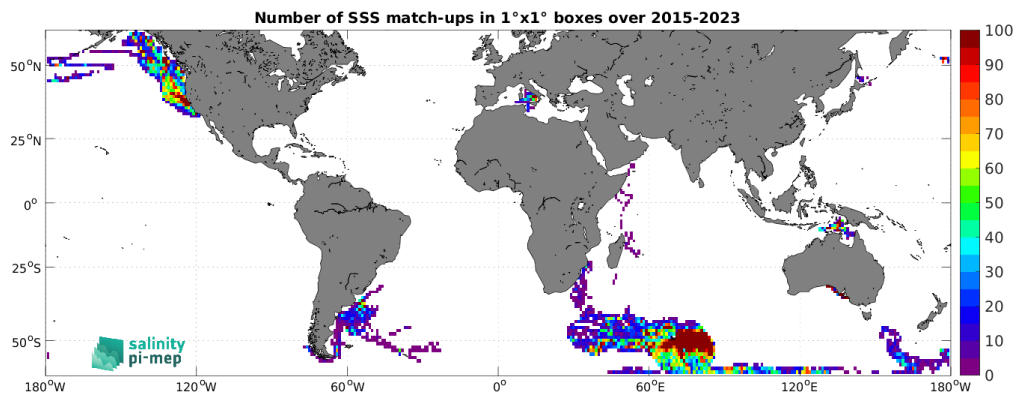 Number of SSS match-ups in 1°x1° boxes over 2015-2023
50°N
25°N
0°
25°S
50°S
180°W 120°W 60°W 0° 60°E 120°E 180°W
100
90
80
70
60
50
40
30
20
10
0
salinity
pi-mep